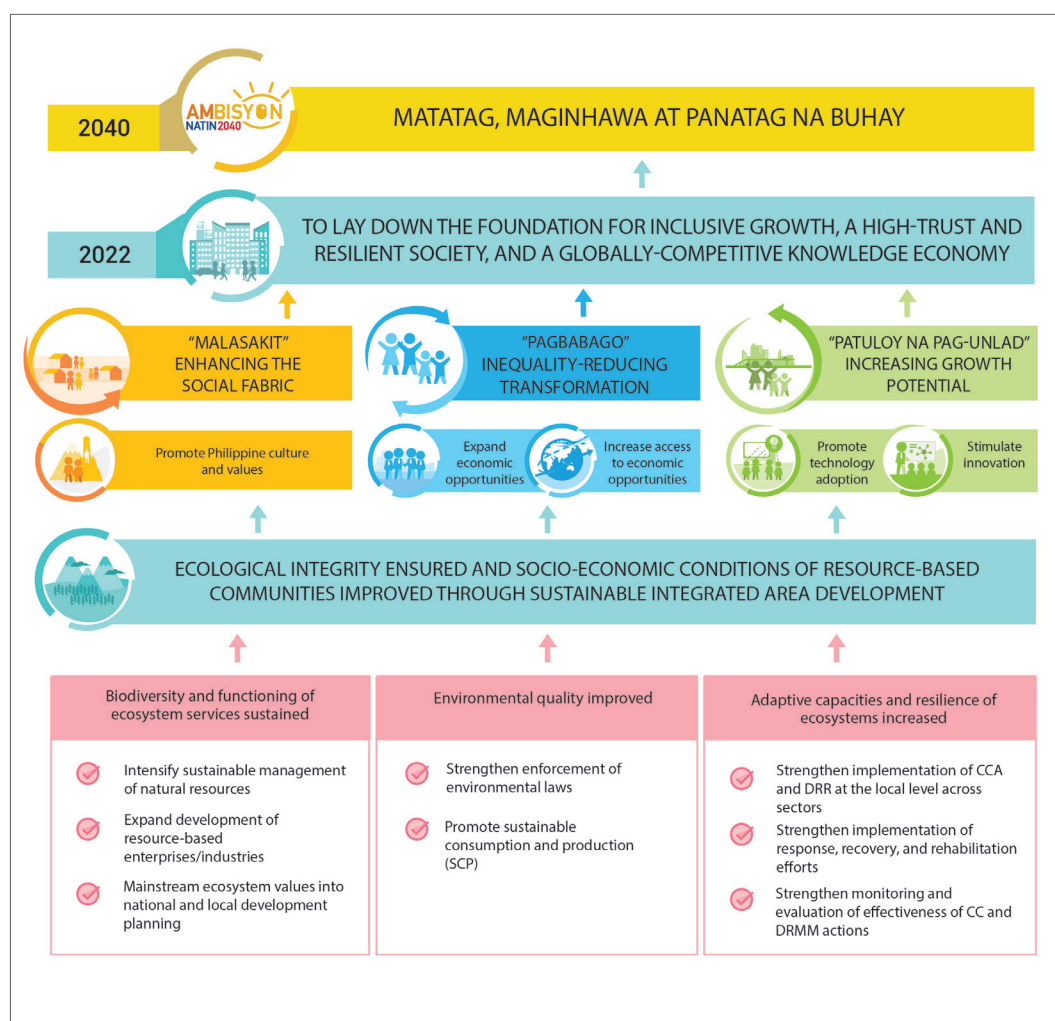 2040
AMBISYON
NATIN2040
MATATAG, MAGINHAWA AT PANATAG NA BUHAY
2022
TO LAY DOWN THE FOUNDATION FOR INCLUSIVE GROWTH, A HIGH-TRUST AND
RESILIENT SOCIETY, AND A GLOBALLY-COMPETITIVE KNOWLEDGE ECONOMY
“MALASAKIT”
ENHANCING THE
SOCIAL FABRIC
“PAGBABAGO”
INEQUALITY-REDUCING
TRANSFORMATION
“PATULOY NA PAG-UNLAD”
INCREASING GROWTH
POTENTIAL
Promote Philippine culture
and values
Expand
economic
opportunities
Increase access
to economic
opportunities
Promote
technology
adoption
Stimulate
innovation
ECOLOGICAL INTEGRITY ENSURED AND SOCIO-ECONOMIC CONDITIONS OF RESOURCE-BASED
COMMUNITIES IMPROVED THROUGH SUSTAINABLE INTEGRATED AREA DEVELOPMENT
Biodiversity and functioning of
ecosystem services sustained
Intensify sustainable management
of natural resources
Expand development of
resource-based
enterprises/industries
Mainstream ecosystem values into
national and local development
planning
Environmental quality improved
Strengthen enforcement of
environmental laws
Promote sustainable
consumption and production
(SCP)
Adaptive capacities and resilience of
ecosystems increased
Strengthen implementation of CCA
and DRR at the local level across
sectors
Strengthen implementation of
response, recovery, and rehabilitation
efforts
Strengthen monitoring and
evaluation of effectiveness of CC and
DRMM actions